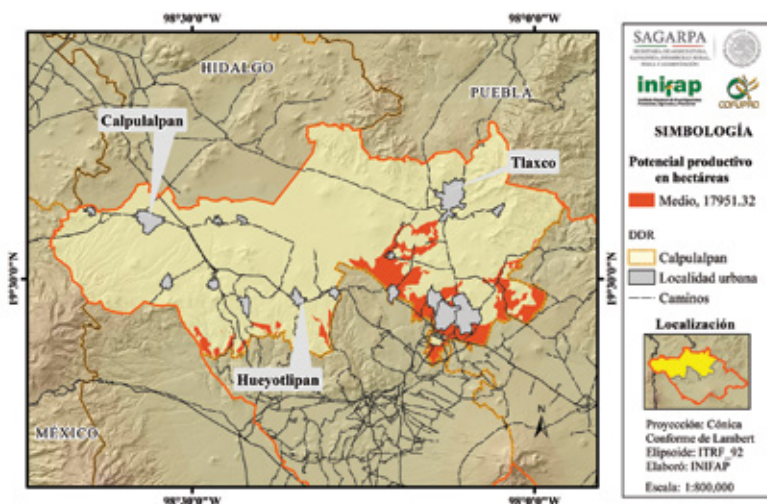 98°30'0"W
98°0'0"W
HIDALGO
PUEBLA
Calpulalpan
Tlaxco
19°30'0"N
19°30'0"N
Hueyotlipan
MÉXICO
N
98°30'0"W
98°0'0"W
SAGARPA
inifap
COFUPRO
SIMBOLOGÍA
Potencial productivo
en hectáreas
Medio, 17951.32
DDR
Calpulalpan
Localidad urbana
Caminos
Localización
Proyección: Cónica
Conforme de Lambert
Elipsoide: ITRF_92
Elaboró: INIFAP
Escala: 1:800,000